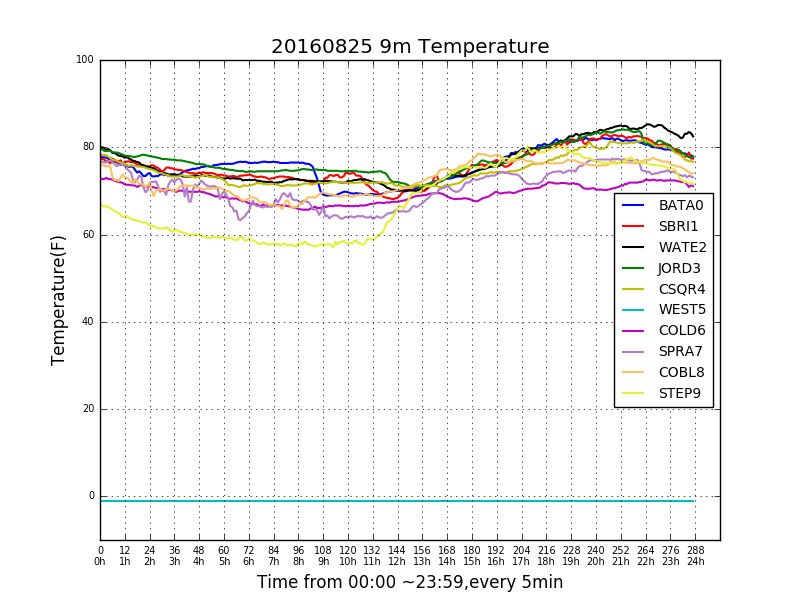 20160825 9m Temperature
Temperature(F)
100
80
60
40
20
0
BATA0
SBRI1
WATE2
JORD3
CSQR4
WEST5
COLD6
SPRA7
COBL8
STEP9
0 12 24 36 48 60 72 84 96 108 120 132 144 156 168 180 192 204 216 228 240 252 264 276 288
0h 1h 2h 3h 4h 5h 6h 7h 8h 9h 10h 11h 12h 13h 14h 15h 16h 17h 18h 19h 20h 21h 22h 23h 24h
Time from 00:00 ~23:59,every 5min